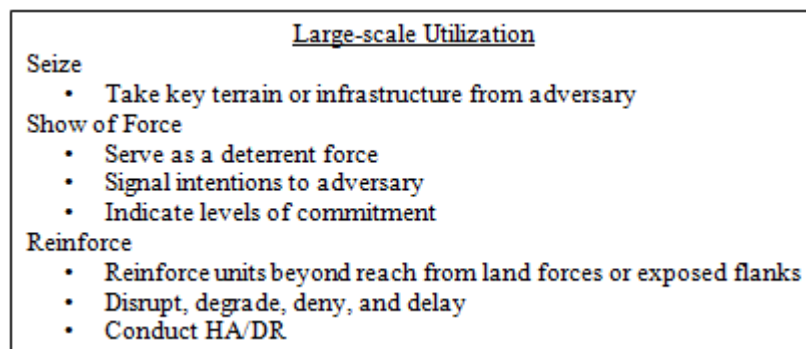 Large-scale Utilization
Seize
• Take key terrain or infrastructure from adversary
Show of Force
• Serve as a deterrent force
• Signal intentions to adversary
• Indicate levels of commitment
Reinforce
• Reinforce units beyond reach from land forces or exposed flanks
• Disrupt, degrade, deny, and delay
• Conduct HA/DR